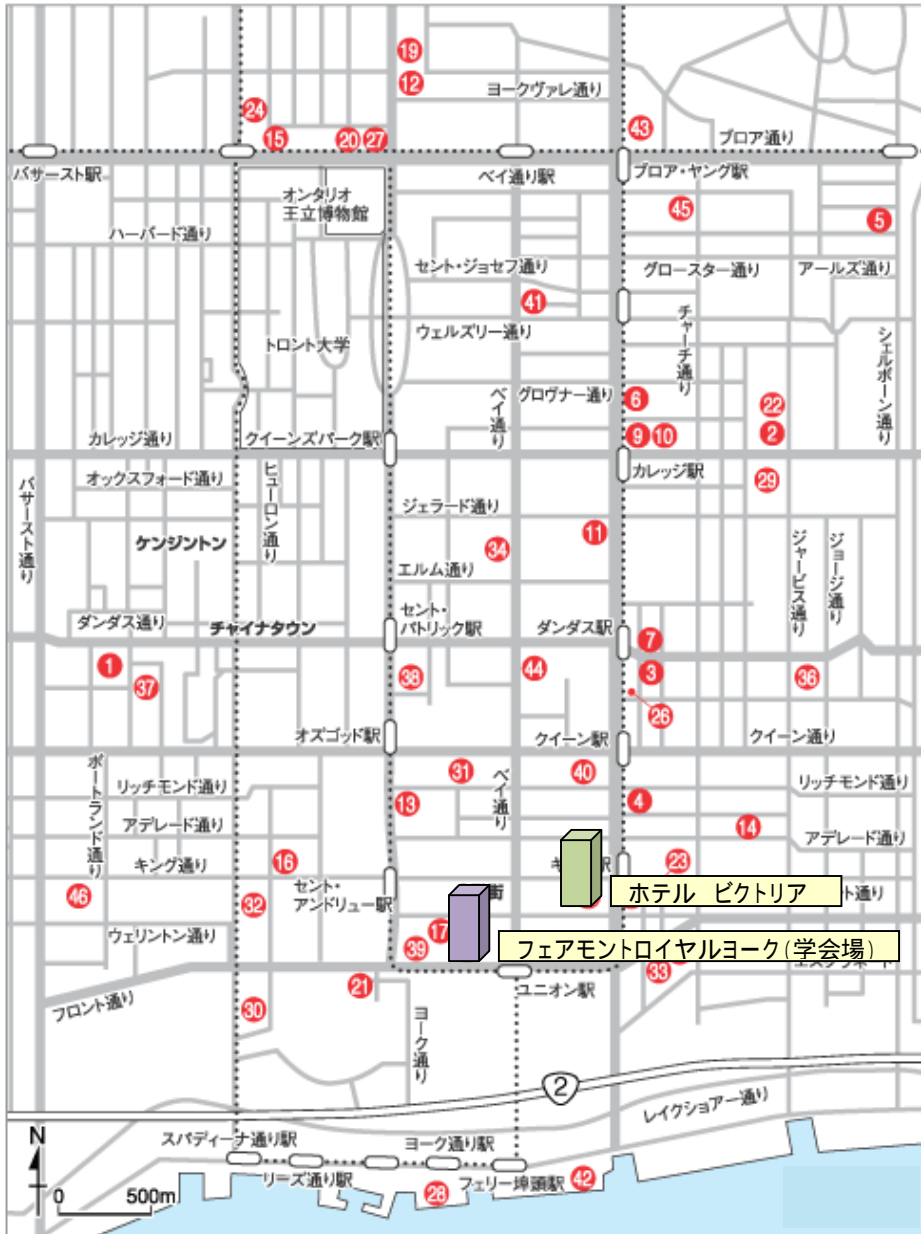 19
12
ヨークヴァレ通り
24
15
20
27
43
ブロア通り
バサースト駅
ベイ通り駅
ブロア・ヤング駅
オンタリオ
王立博物館
45
5
ハーバード通り
セント・ジョセフ通り
グロースター通り
アールズ通り
41
ウェルズリー通り
チャーチ通り
トロント大学
シェルボーン通り
ベイ通り
グロヴナー通り
6
22
カレッジ通り
クイーンズパーク駅
9
10
2
バサースト通り
オックスフォード通り
ヒューロン通り
カレッジ駅
29
ジェラード通り
ケンジントン
34
11
ジャービス通り
ジョージ通り
エルム通り
ダンダス通り
チャイナタウン
セント・
パトリック駅
ダンダス駅
7
1
37
38
44
3
36
26
オズゴッド駅
クイーン駅
クイーン通り
ポートランド通り
リッチモンド通り
31
ベイ通り
40
リッチモンド通り
13
4
アデレード通り
14
アデレード通り
キング通り
16
23
46
32
セント・
アンドリュー駅
街
駅
ホテル ビクトリア
ト通り
ウェリントン通り
17
39
フェアモントロイヤルヨーク(学会場)
33
フロント通り
21
ユニオン駅
30
ヨーク通り
2
レイクショアー通り
N
スパディーナ通り駅
ヨーク通り駅
リーズ通り駅
フェリー埠頭駅
42
28
0 500m